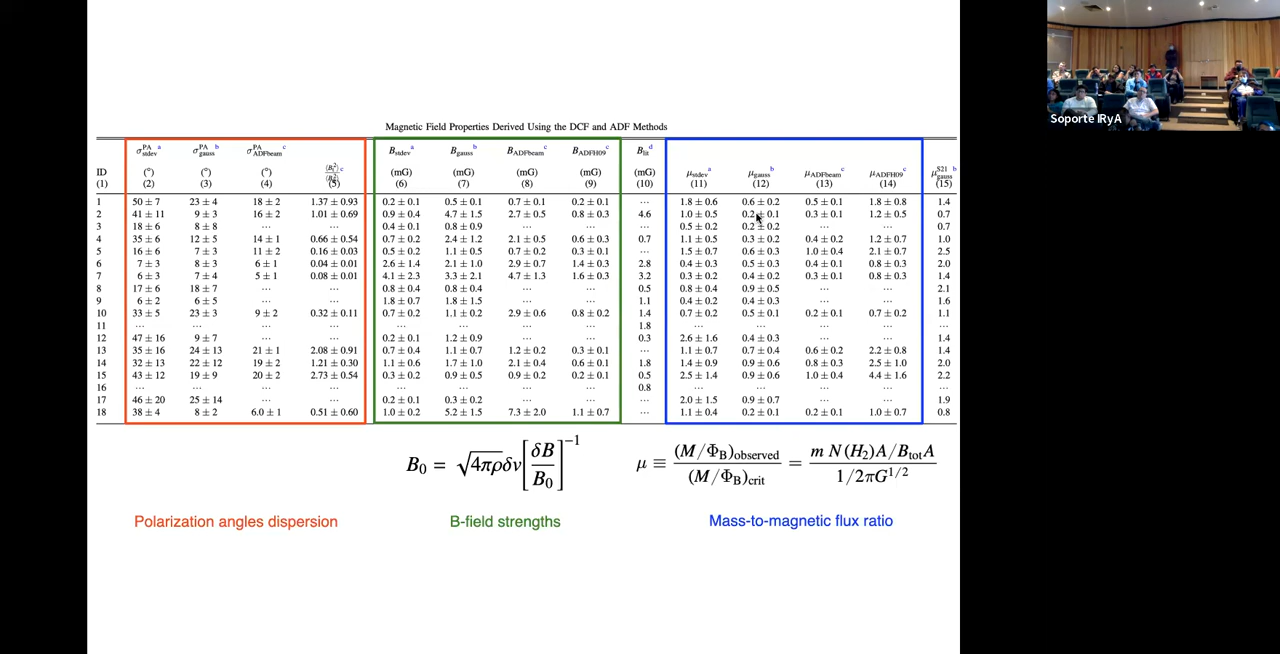 Magnetic Field Properties Derived Using the DCF and ADF Methods
σ^PA_stdev ^a σ^PA_gauss ^b σ^PA_ADFbeam ^c ⟨B_t^2⟩/⟨B_0^2⟩ ^c B_stdev ^a B_gauss ^b B_ADFbeam ^c B_ADFH09 ^c B_lit ^d μ_stdev ^a μ_gauss ^b μ_ADFbeam ^c μ_ADFH09 ^c μ^S21_gauss ^b
ID (°) (°) (°) (mG) (mG) (mG) (mG) (mG)
(1) (2) (3) (4) (5) (6) (7) (8) (9) (10) (11) (12) (13) (14) (15)
1 50 ± 7 23 ± 4 18 ± 2 1.37 ± 0.93 0.2 ± 0.1 0.5 ± 0.1 0.7 ± 0.1 0.2 ± 0.1 ... 1.8 ± 0.6 0.6 ± 0.2 0.5 ± 0.1 1.8 ± 0.8 1.4
2 41 ± 11 9 ± 3 16 ± 2 1.01 ± 0.69 0.9 ± 0.4 4.7 ± 1.5 2.7 ± 0.5 0.8 ± 0.3 4.6 1.0 ± 0.5 0.2 ± 0.1 0.3 ± 0.1 1.2 ± 0.5 0.7
3 18 ± 6 8 ± 8 ... ... 0.4 ± 0.1 0.8 ± 0.9 ... ... ... 0.5 ± 0.2 0.2 ± 0.2 ... ... 0.7
4 35 ± 6 12 ± 5 14 ± 1 0.66 ± 0.54 0.7 ± 0.2 2.4 ± 1.2 2.1 ± 0.5 0.6 ± 0.3 0.7 1.1 ± 0.5 0.3 ± 0.2 0.4 ± 0.2 1.2 ± 0.7 1.0
5 16 ± 6 7 ± 3 11 ± 2 0.16 ± 0.03 0.5 ± 0.2 1.1 ± 0.5 0.7 ± 0.2 0.3 ± 0.1 ... 1.5 ± 0.7 0.6 ± 0.3 1.0 ± 0.4 2.1 ± 0.7 2.5
6 7 ± 3 8 ± 3 6 ± 1 0.04 ± 0.01 2.6 ± 1.4 2.1 ± 1.0 2.9 ± 0.7 1.4 ± 0.3 2.8 0.4 ± 0.3 0.5 ± 0.3 0.4 ± 0.1 0.8 ± 0.3 2.0
7 6 ± 3 7 ± 4 5 ± 1 0.08 ± 0.01 4.1 ± 2.3 3.3 ± 2.1 4.7 ± 1.3 1.6 ± 0.3 3.2 0.3 ± 0.2 0.4 ± 0.2 0.3 ± 0.1 0.8 ± 0.3 1.4
8 17 ± 6 18 ± 7 ... ... 0.8 ± 0.4 0.8 ± 0.4 ... ... 0.5 0.8 ± 0.4 0.9 ± 0.5 ... ... 2.1
9 6 ± 2 6 ± 5 ... ... 1.8 ± 0.7 1.8 ± 1.5 ... ... 1.1 0.4 ± 0.2 0.4 ± 0.3 ... ... 1.6
10 33 ± 5 23 ± 3 9 ± 2 0.32 ± 0.11 0.7 ± 0.2 1.1 ± 0.2 2.9 ± 0.6 0.8 ± 0.2 1.4 0.7 ± 0.2 0.5 ± 0.1 0.2 ± 0.1 0.7 ± 0.2 1.1
11 ... ... ... ... ... ... ... ... 1.8 ... ... ... ... ...
12 47 ± 16 9 ± 7 ... ... 0.2 ± 0.1 1.2 ± 0.9 ... ... 0.3 2.6 ± 1.6 0.4 ± 0.3 ... ... 1.4
13 35 ± 16 24 ± 13 21 ± 1 2.08 ± 0.91 0.7 ± 0.4 1.1 ± 0.7 1.2 ± 0.2 0.3 ± 0.1 ... 1.1 ± 0.7 0.7 ± 0.4 0.6 ± 0.2 2.2 ± 0.8 1.4
14 32 ± 13 22 ± 12 19 ± 2 1.21 ± 0.30 1.1 ± 0.6 1.7 ± 1.0 2.1 ± 0.4 0.6 ± 0.1 1.8 1.4 ± 0.9 0.9 ± 0.6 0.8 ± 0.3 2.5 ± 1.0 2.0
15 43 ± 12 19 ± 9 20 ± 2 2.73 ± 0.54 0.3 ± 0.2 0.9 ± 0.5 0.9 ± 0.2 0.2 ± 0.1 0.5 2.5 ± 1.4 0.9 ± 0.6 1.0 ± 0.4 4.4 ± 1.6 2.2
16 ... ... ... ... ... ... ... ... 0.8 ... ... ... ... ...
17 46 ± 20 25 ± 14 ... ... 0.2 ± 0.1 0.3 ± 0.2 ... ... ... 2.0 ± 1.5 0.9 ± 0.7 ... ... 1.9
18 38 ± 4 8 ± 2 6.0 ± 1 0.51 ± 0.60 1.0 ± 0.2 5.2 ± 1.5 7.3 ± 2.0 1.1 ± 0.7 ... 1.1 ± 0.4 0.2 ± 0.1 0.2 ± 0.1 1.0 ± 0.7 0.8
B_0 = √(4πρ) δv [δB/B_0]^−1
μ ≡ (M/Φ_B)_observed / (M/Φ_B)_crit = m N(H_2)A/B_tot A / 1/2πG^1/2
Polarization angles dispersion
B-field strengths
Mass-to-magnetic flux ratio
Soporte IRyA